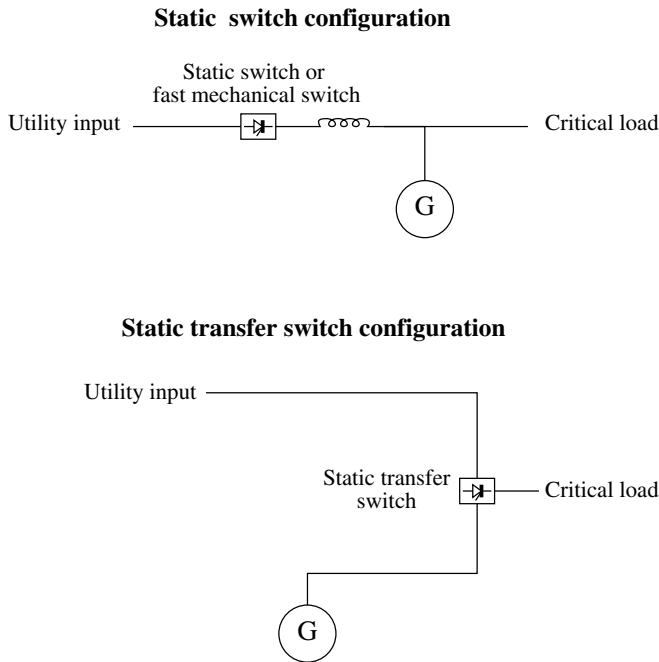 Static switch configuration
Static switch or
fast mechanical switch
Utility input
Critical load
G
Static transfer switch configuration
Utility input
Static transfer
switch
Critical load
G